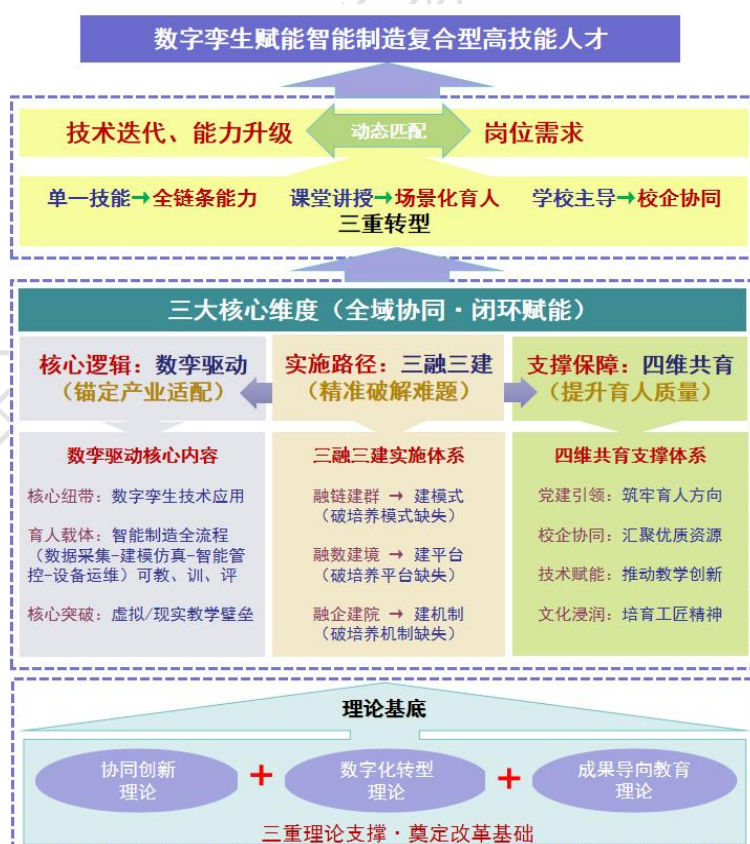 数字孪生赋能智能制造复合型高技能人才
技术迭代、能力升级
动态匹配
岗位需求
单一技能→全链条能力
课堂讲授→场景化育人
学校主导→校企协同
三重转型
三大核心维度（全域协同·闭环赋能）
核心逻辑：数孪驱动
（锚定产业适配）
实施路径：三融三建
（精准破解难题）
支撑保障：四维共育
（提升育人质量）
数孪驱动核心内容
核心纽带：数字孪生技术应用
育人载体：智能制造全流程
（数据采集-建模仿真-智能管
控-设备运维）可教、训、评
核心突破：虚拟/现实教学壁垒
三融三建实施体系
融链建群 → 建模式
（破培养模式缺失）
融数建境 → 建平台
（破培养平台缺失）
融企建院 → 建机制
（破培养机制缺失）
四维共育支撑体系
党建引领：筑牢育人方向
校企协同：汇聚优质资源
技术赋能：推动教学创新
文化浸润：培育工匠精神
理论基底
协同创新
理论
+
数字化转型
理论
+
成果导向教育
理论
三重理论支撑·奠定改革基础